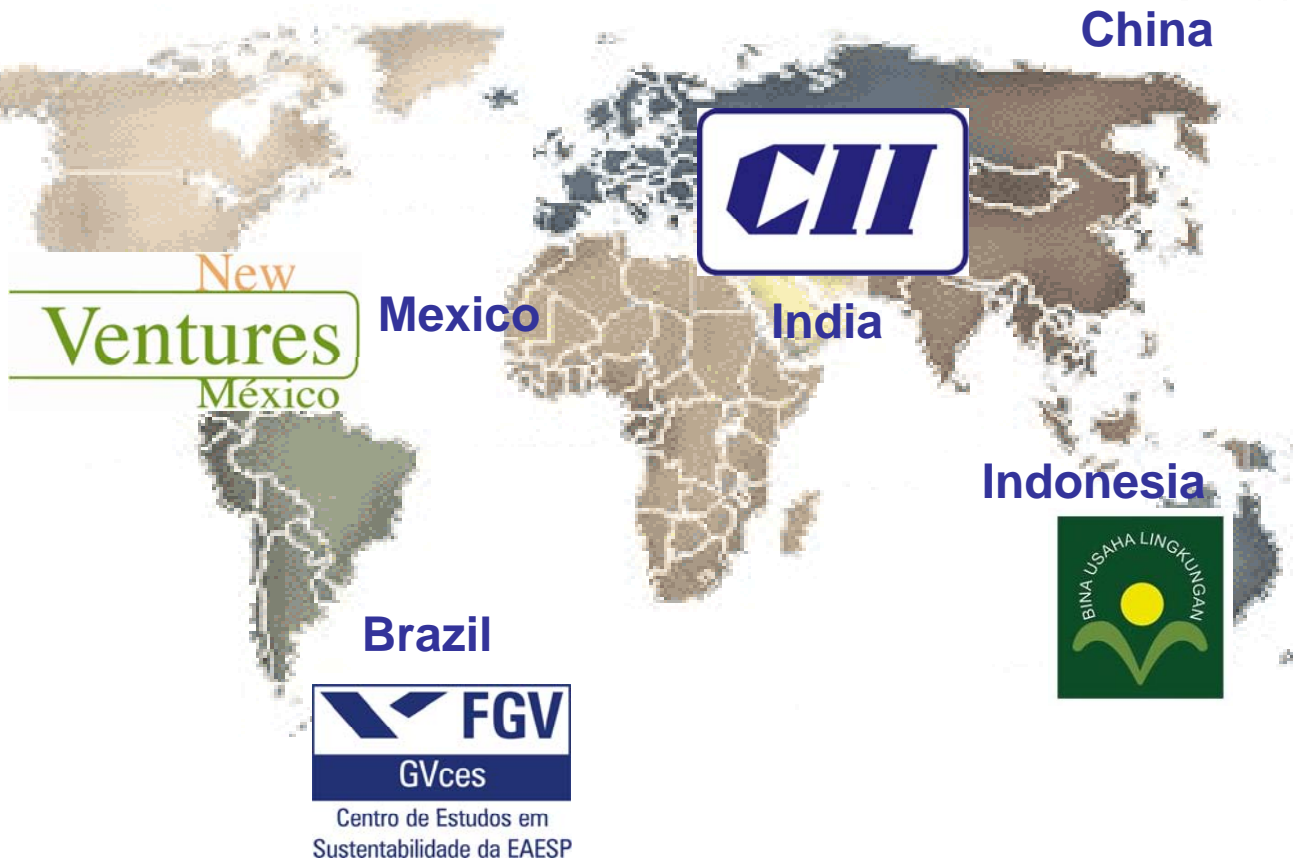 China
CII
New
Ventures
México
Mexico
India
Indonesia
BINA USAHA LINGKUNGAN
Brazil
FGV
GVces
Centro de Estudos em
Sustentabilidade da EAESP